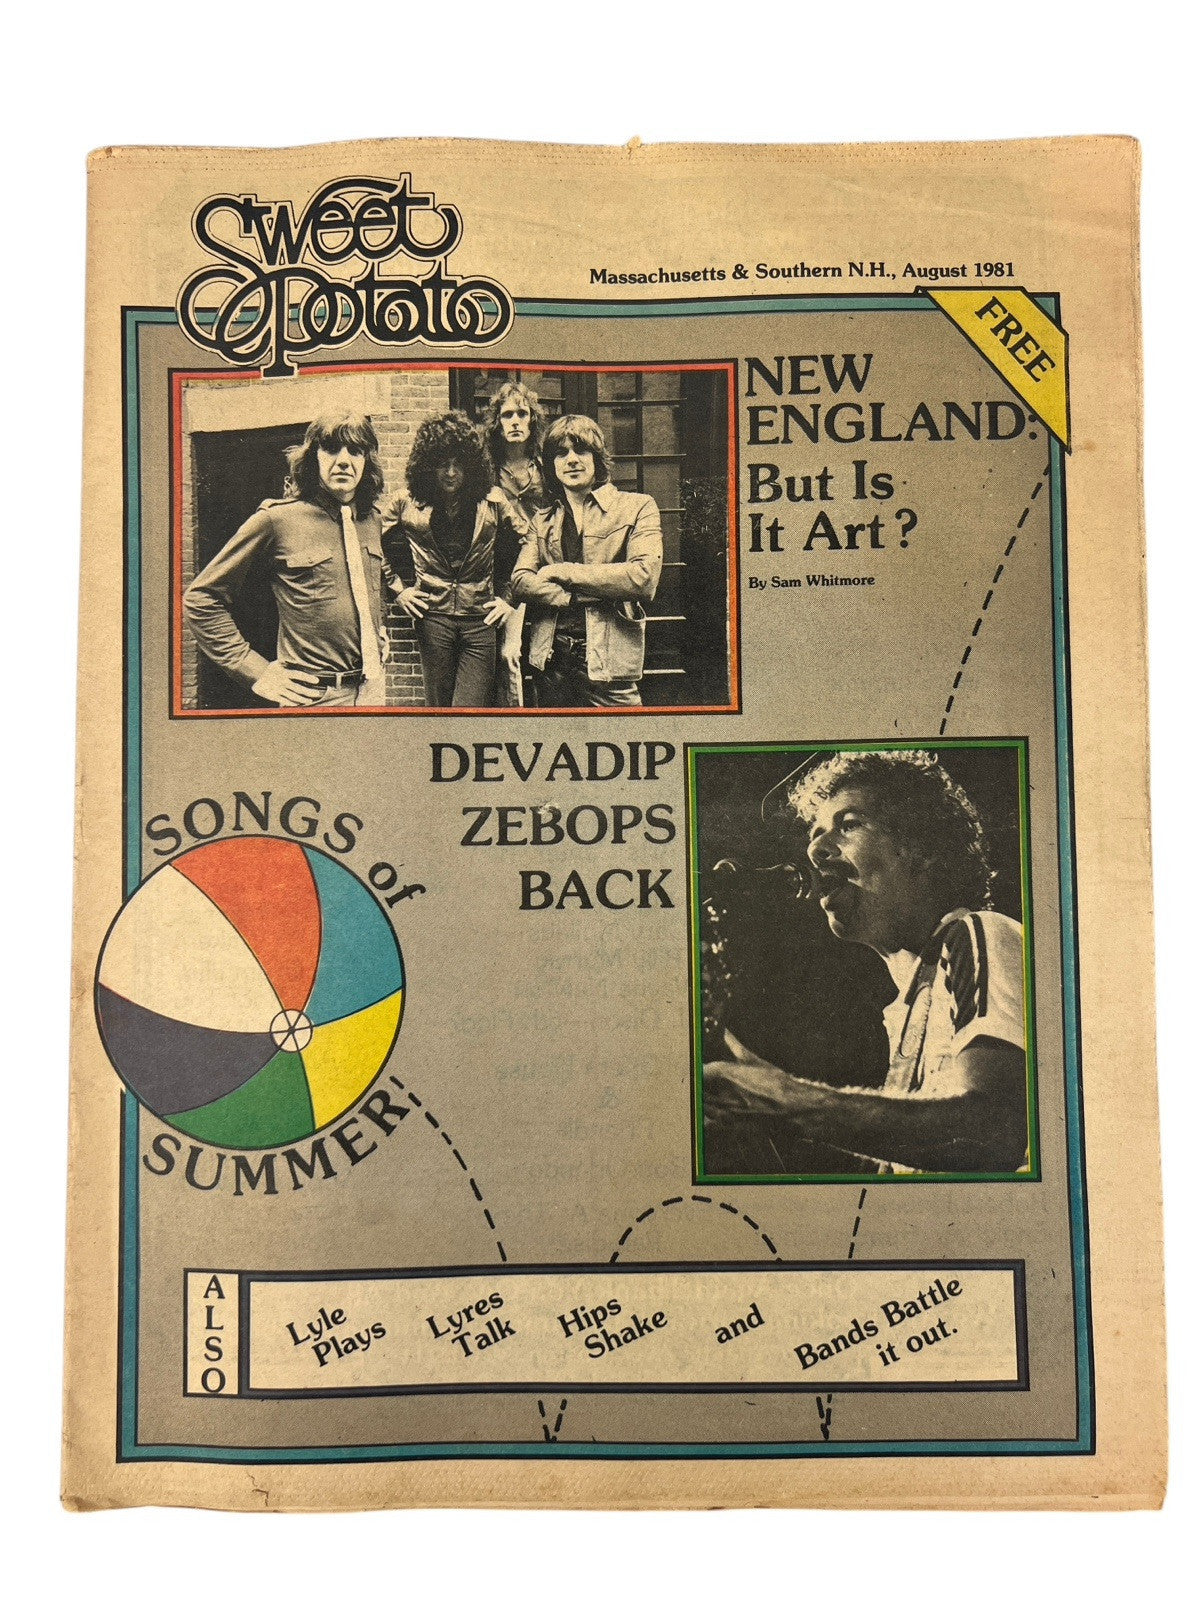 Sweet
Potato
Massachusetts & Southern N.H., August 1981
FREE
NEW
ENGLAND:
But Is
It Art?
By Sam Whitmore
DEVADIP
ZEBOPS
BACK
SONGS of
SUMMER
ALSO
Lyle
Plays
Lyres
Talk
Hips
Shake
and
Bands Battle
it out.